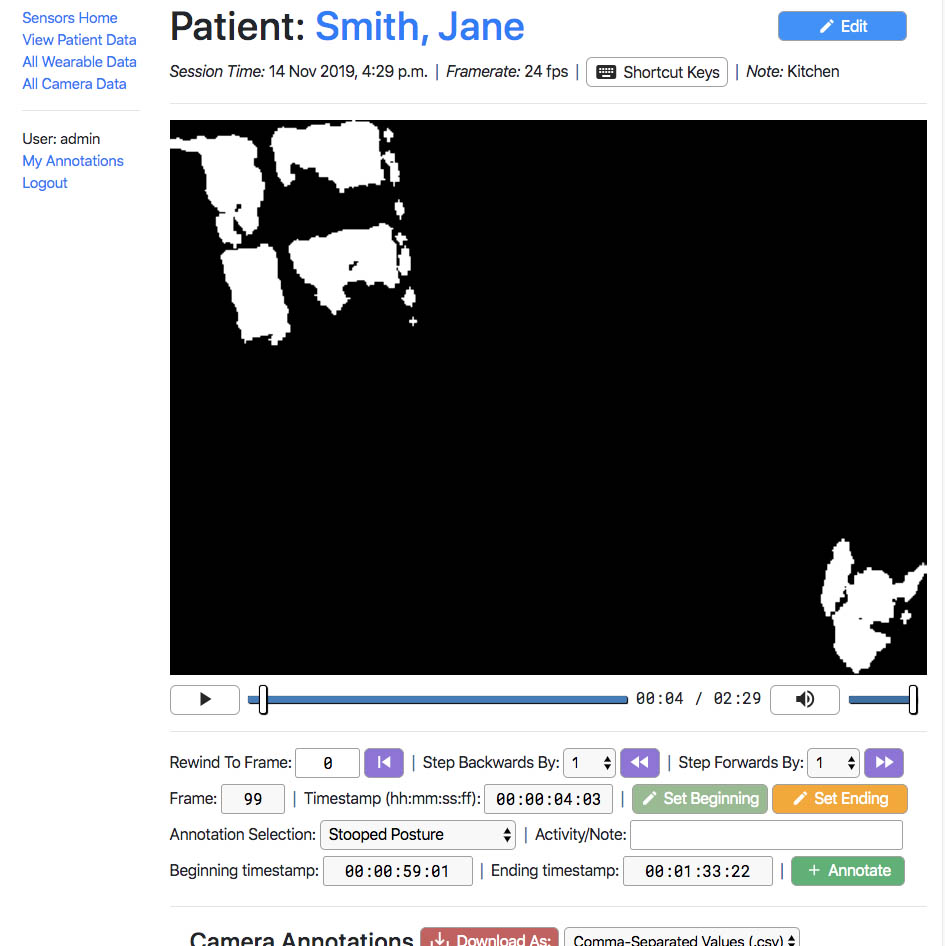 Sensors Home
View Patient Data
All Wearable Data
All Camera Data
User: admin
My Annotations
Logout
Patient: Smith, Jane
Edit
Session Time: 14 Nov 2019, 4:29 p.m. | Framerate: 24 fps | Shortcut Keys | Note: Kitchen
00:04 / 02:29
Rewind To Frame: 0 | Step Backwards By: 1 | Step Forwards By: 1
Frame: 99 | Timestamp (hh:mm:ss:ff): 00:00:04:03 | Set Beginning Set Ending
Annotation Selection: Stooped Posture | Activity/Note:
Beginning timestamp: 00:00:59:01 | Ending timestamp: 00:01:33:22 | + Annotate
Camera Annotations Download As: Comma-Separated Values (.csv)